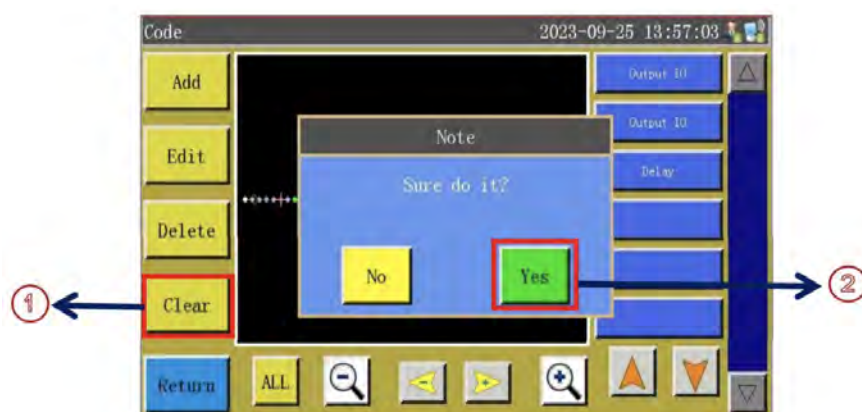 Code 2023-09-25 13:57:03
Add
Edit
Delete
Clear
Return
Note
Sure do it?
No
Yes
Output IO
Output IO
Delay
ALL
①
②